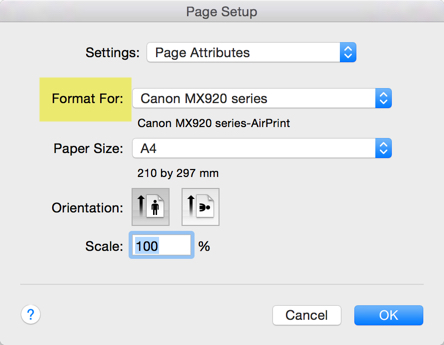 Page Setup
Settings: Page Attributes
Format For: Canon MX920 series
Canon MX920 series-AirPrint
Paper Size: A4
210 by 297 mm
Orientation:
Scale: 100 %
? Cancel OK